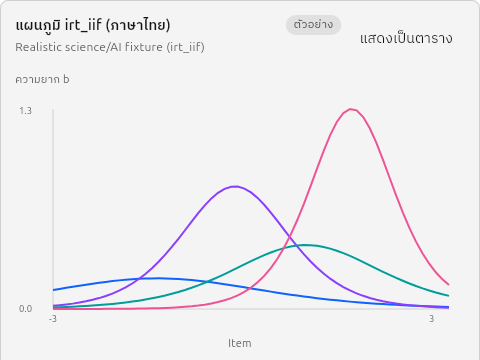 แผนภูมิ irt_iif (ภาษาไทย)
ตัวอย่าง
แสดงเป็นตาราง
Realistic science/AI fixture (irt_iif)
ความยาก b
1.3
0.0
-3
3
Item